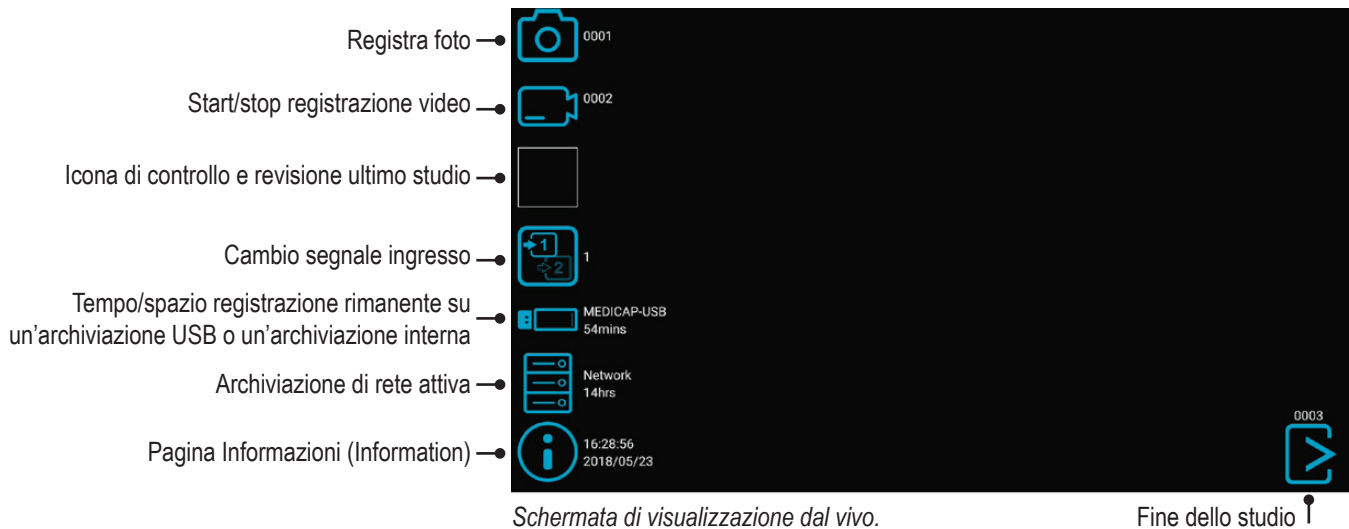 Registra foto
0001
Start/stop registrazione video
0002
Icona di controllo e revisione ultimo studio
Cambio segnale ingresso
1
2
1
Tempo/spazio registrazione rimanente su
un'archiviazione USB o un'archiviazione interna
MEDICAP-USB
54mins
Archiviazione di rete attiva
Network
14hrs
Pagina Informazioni (Information)
16:28:56
2018/05/23
0003
Schermata di visualizzazione dal vivo.
Fine dello studio